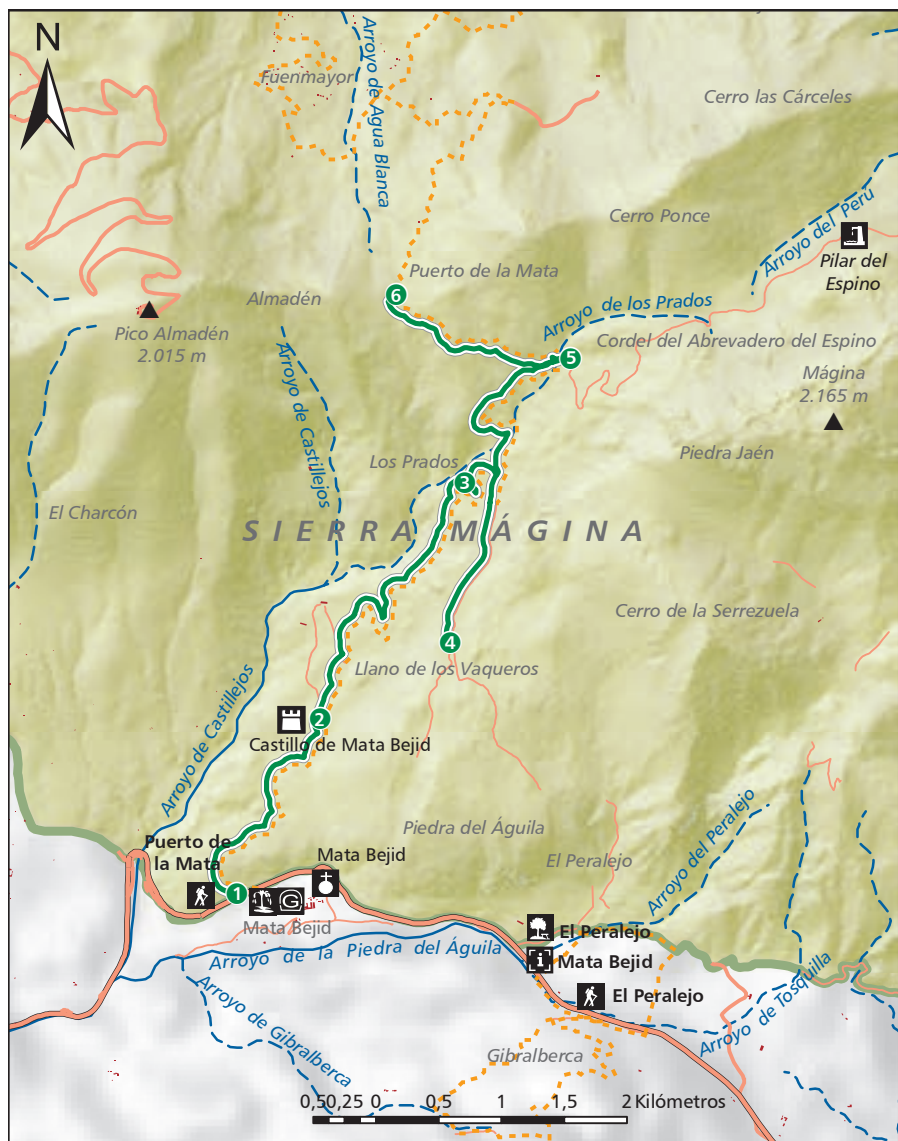 N
Arroyo de Agua Blanca
Fuenmayor
Cerro las Cárceles
Cerro Ponce
Arroyo del Perú
Pilar del
Espino
Puerto de la Mata
6
Almadén
Arroyo de los Prados
Pico Almadén
2.015 m
Cordel del Abrevadero del Espino
5
Mágina
2.165 m
Arroyo de Castillejos
Los Prados
Piedra Jaén
3
El Charcón
SIERRA MÁGINA
Cerro de la Serrezuela
4
Llano de los Vaqueros
Arroyo de Castillejos
2
Castillo de Mata Bejid
Piedra del Águila
Arroyo del Peralejo
Puerto de
la Mata
Mata Bejid
El Peralejo
1
G
Mata Bejid
El Peralejo
Arroyo de la Piedra del Águila
i
Mata Bejid
El Peralejo
Arroyo de Tosquilla
Arroyo de Gibralberca
Gibralberca
0,50,25 0 0,5 1 1,5 2 Kilómetros